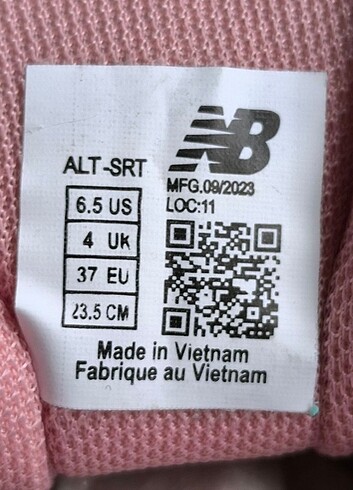 NB
ALT-SRT
MFG.09/2023
LOC:11
6.5 US
4 UK
37 EU
23.5 CM
Made in Vietnam
Fabrique au Vietnam